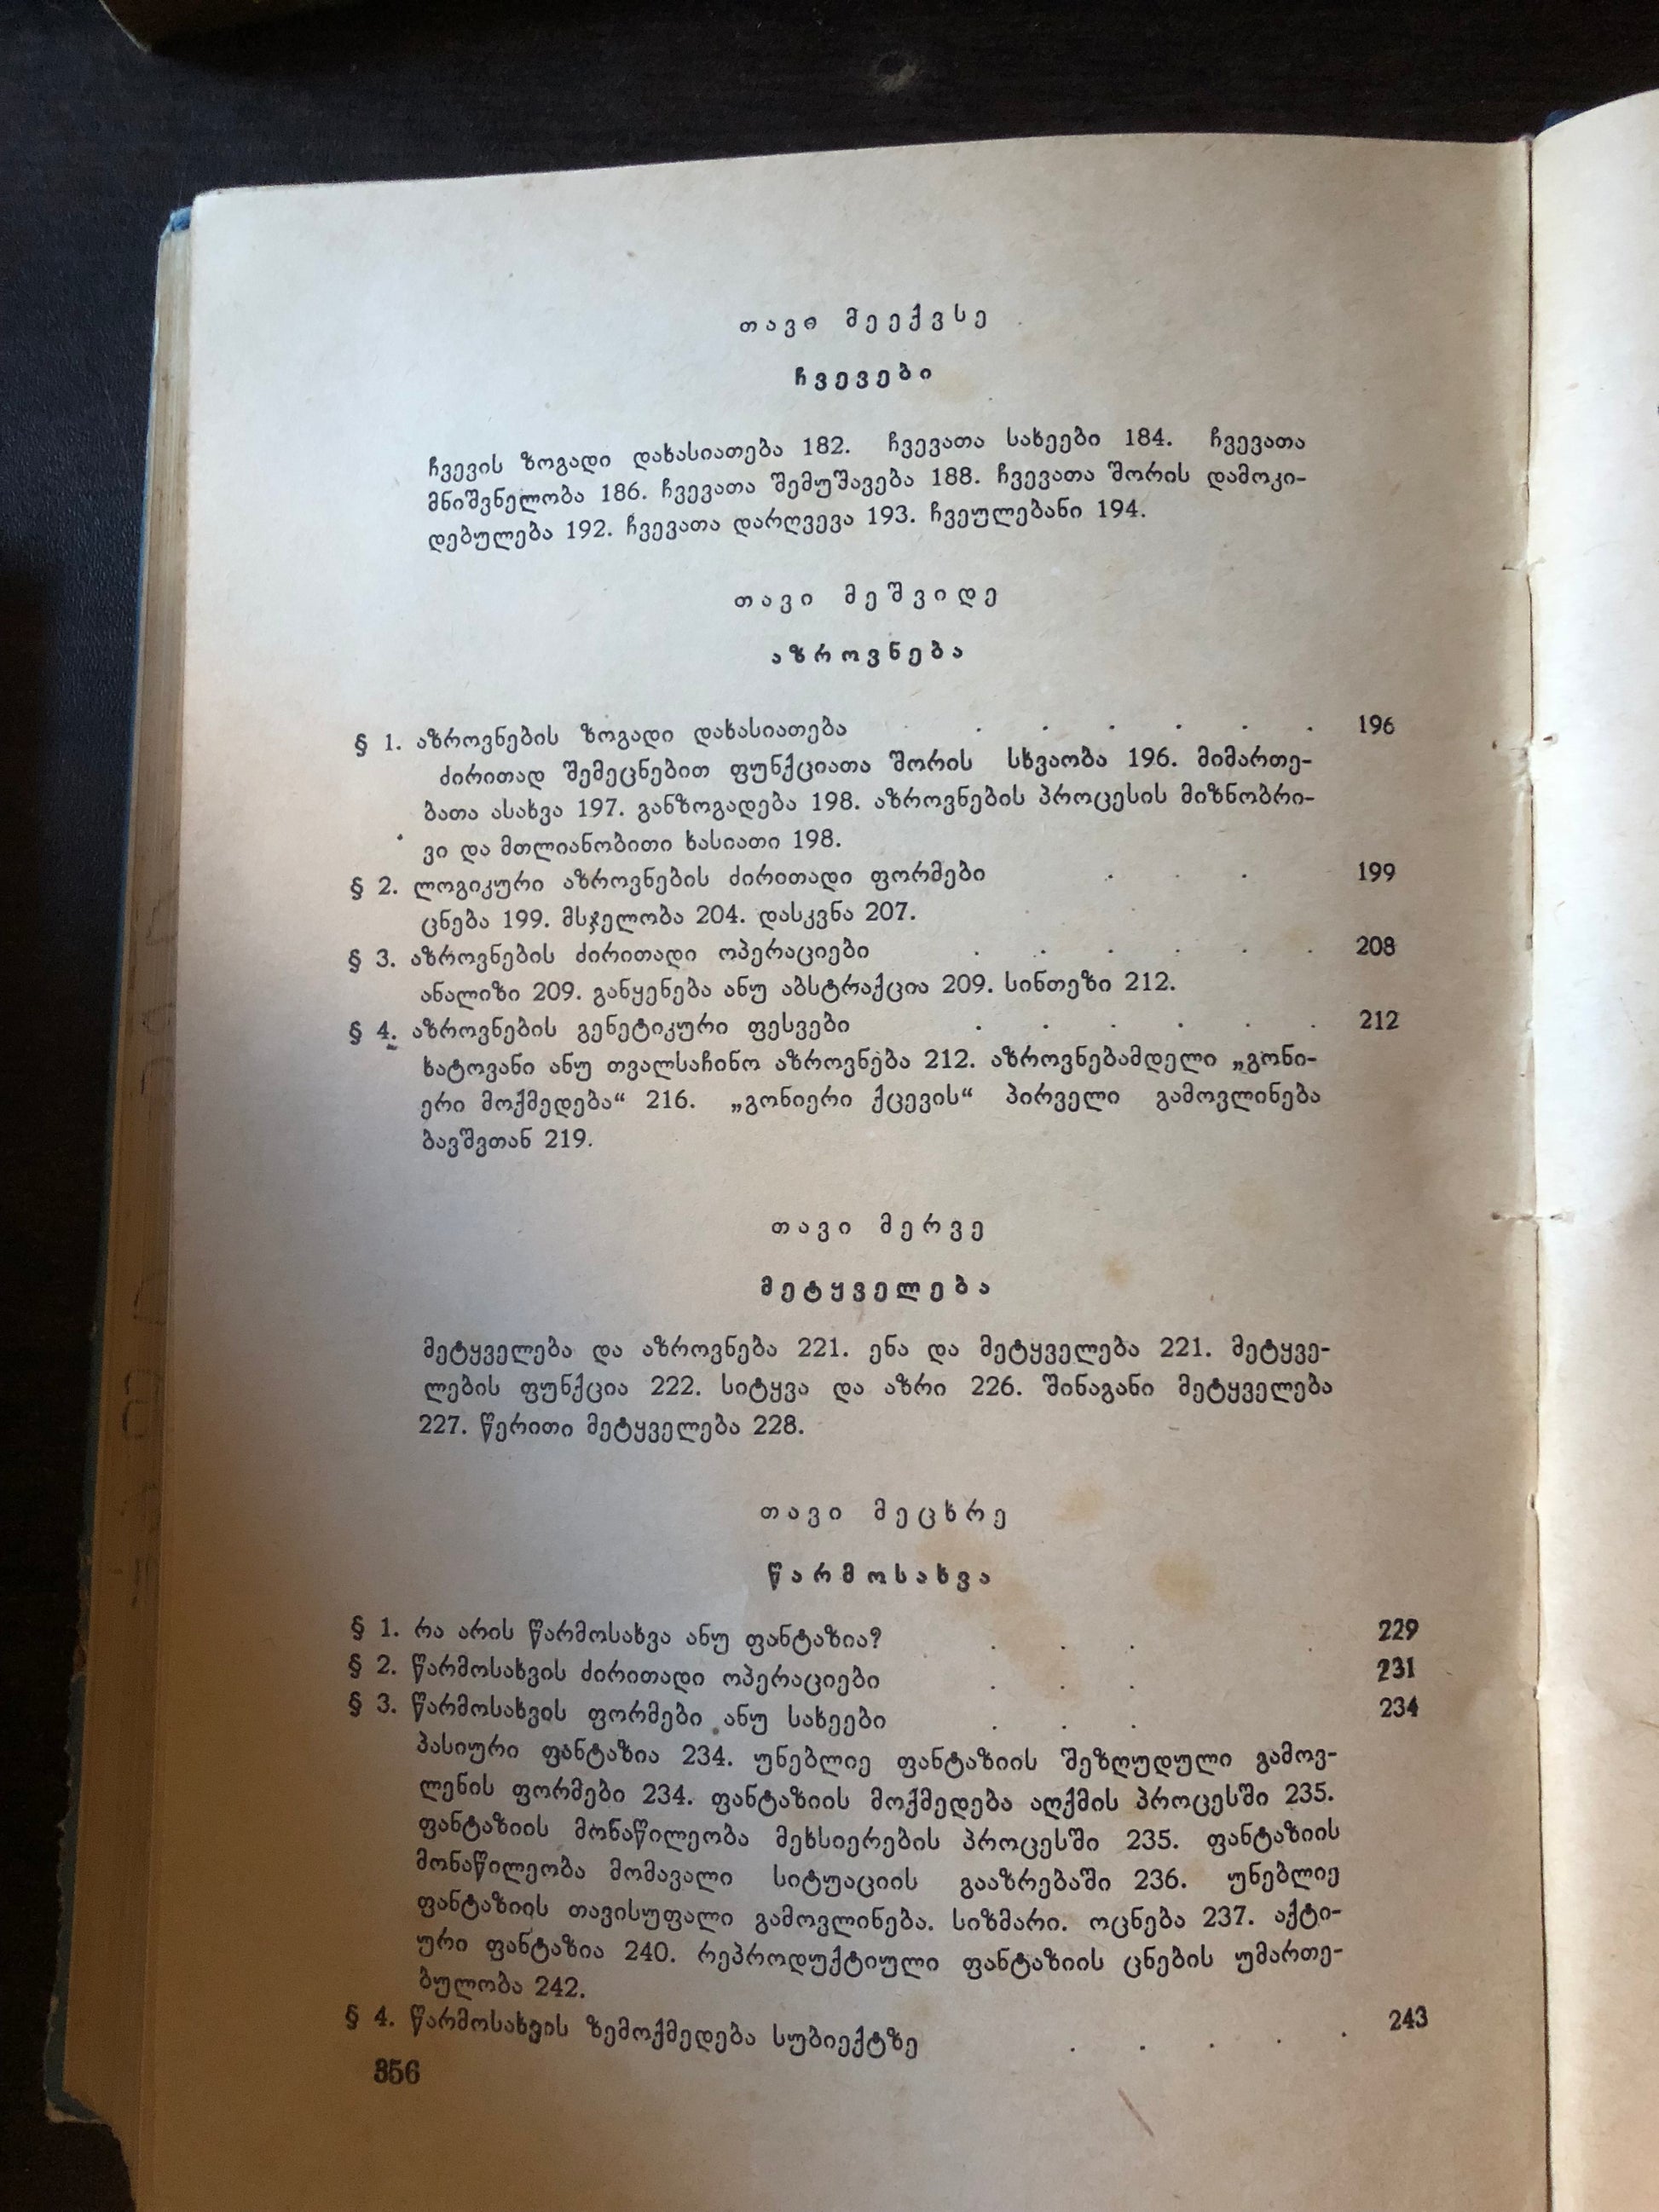 თავი მეექვსე
ჩვევები
ჩვევის ზოგადი დახასიათება 182. ჩვევათა სახეები 184. ჩვევათა
მნიშვნელობა 186. ჩვევათა შემუშავება 188. ჩვევათა შორის დამოკი-
დებულება 192. ჩვევათა დარღვევა 193. ჩვეულებანი 194.
თავი მეშვიდე
აზროვნება
§ 1. აზროვნების ზოგადი დახასიათება . . . . . . 196
ძირითად შემეცნებით ფუნქციათა შორის სხვაობა 196. მიმართე-
ბათა ასახვა 197. განზოგადება 198. აზროვნების პროცესის მიზნობრი-
ვი და მთლიანობითი ხასიათი 198.
§ 2. ლოგიკური აზროვნების ძირითადი ფორმები . . . 199
ცნება 199. მსჯელობა 204. დასკვნა 207.
§ 3. აზროვნების ძირითადი ოპერაციები . . . . . . 208
ანალიზი 209. განყენება ანუ აბსტრაქცია 209. სინთეზი 212.
§ 4. აზროვნების გენეტიკური ფესვები . . . . . . 212
ხატოვანი ანუ თვალსაჩინო აზროვნება 212. აზროვნებამდელი „გონი-
ერი მოქმედება“ 216. „გონიერი ქცევის“ პირველი გამოვლინება
ბავშვთან 219.
თავი მერვე
მეტყველება
მეტყველება და აზროვნება 221. ენა და მეტყველება 221. მეტყვე-
ლების ფუნქცია 222. სიტყვა და აზრი 226. შინაგანი მეტყველება
227. წერითი მეტყველება 228.
თავი მეცხრე
წარმოსახვა
§ 1. რა არის წარმოსახვა ანუ ფანტაზია? . . . . 229
§ 2. წარმოსახვის ძირითადი ოპერაციები . . . 231
§ 3. წარმოსახვის ფორმები ანუ სახეები . . . 234
პასიური ფანტაზია 234. უნებლიე ფანტაზიის შეზღუდული გამოვ-
ლენის ფორმები 234. ფანტაზიის მოქმედება აღქმის პროცესში 235.
ფანტაზიის მონაწილეობა მეხსიერების პროცესში 235. ფანტაზიის
მონაწილეობა მომავალი სიტუაციის გააზრებაში 236. უნებლიე
ფანტაზიის თავისუფალი გამოვლინება. სიზმარი. ოცნება 237. აქტი-
ური ფანტაზია 240. რეპროდუქტიული ფანტაზიის ცნების უმართე-
ბულობა 242.
§ 4. წარმოსახვის ზემოქმედება სუბიექტზე . . . . . 243
356